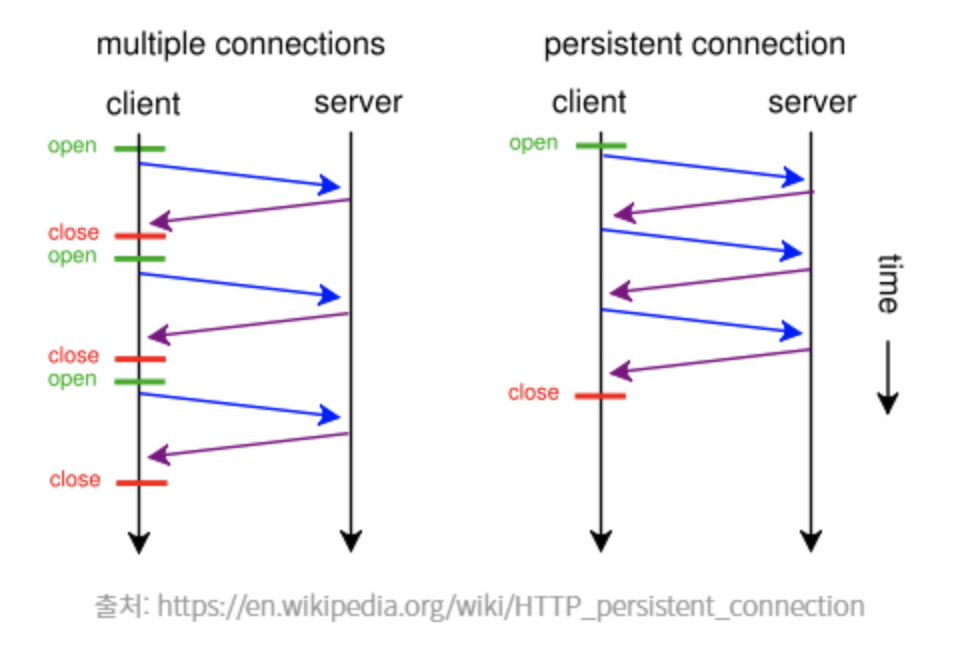 multiple connections
client
server
open
close
open
close
open
close
persistent connection
client
server
open
close
time
출처: https://en.wikipedia.org/wiki/HTTP_persistent_connection